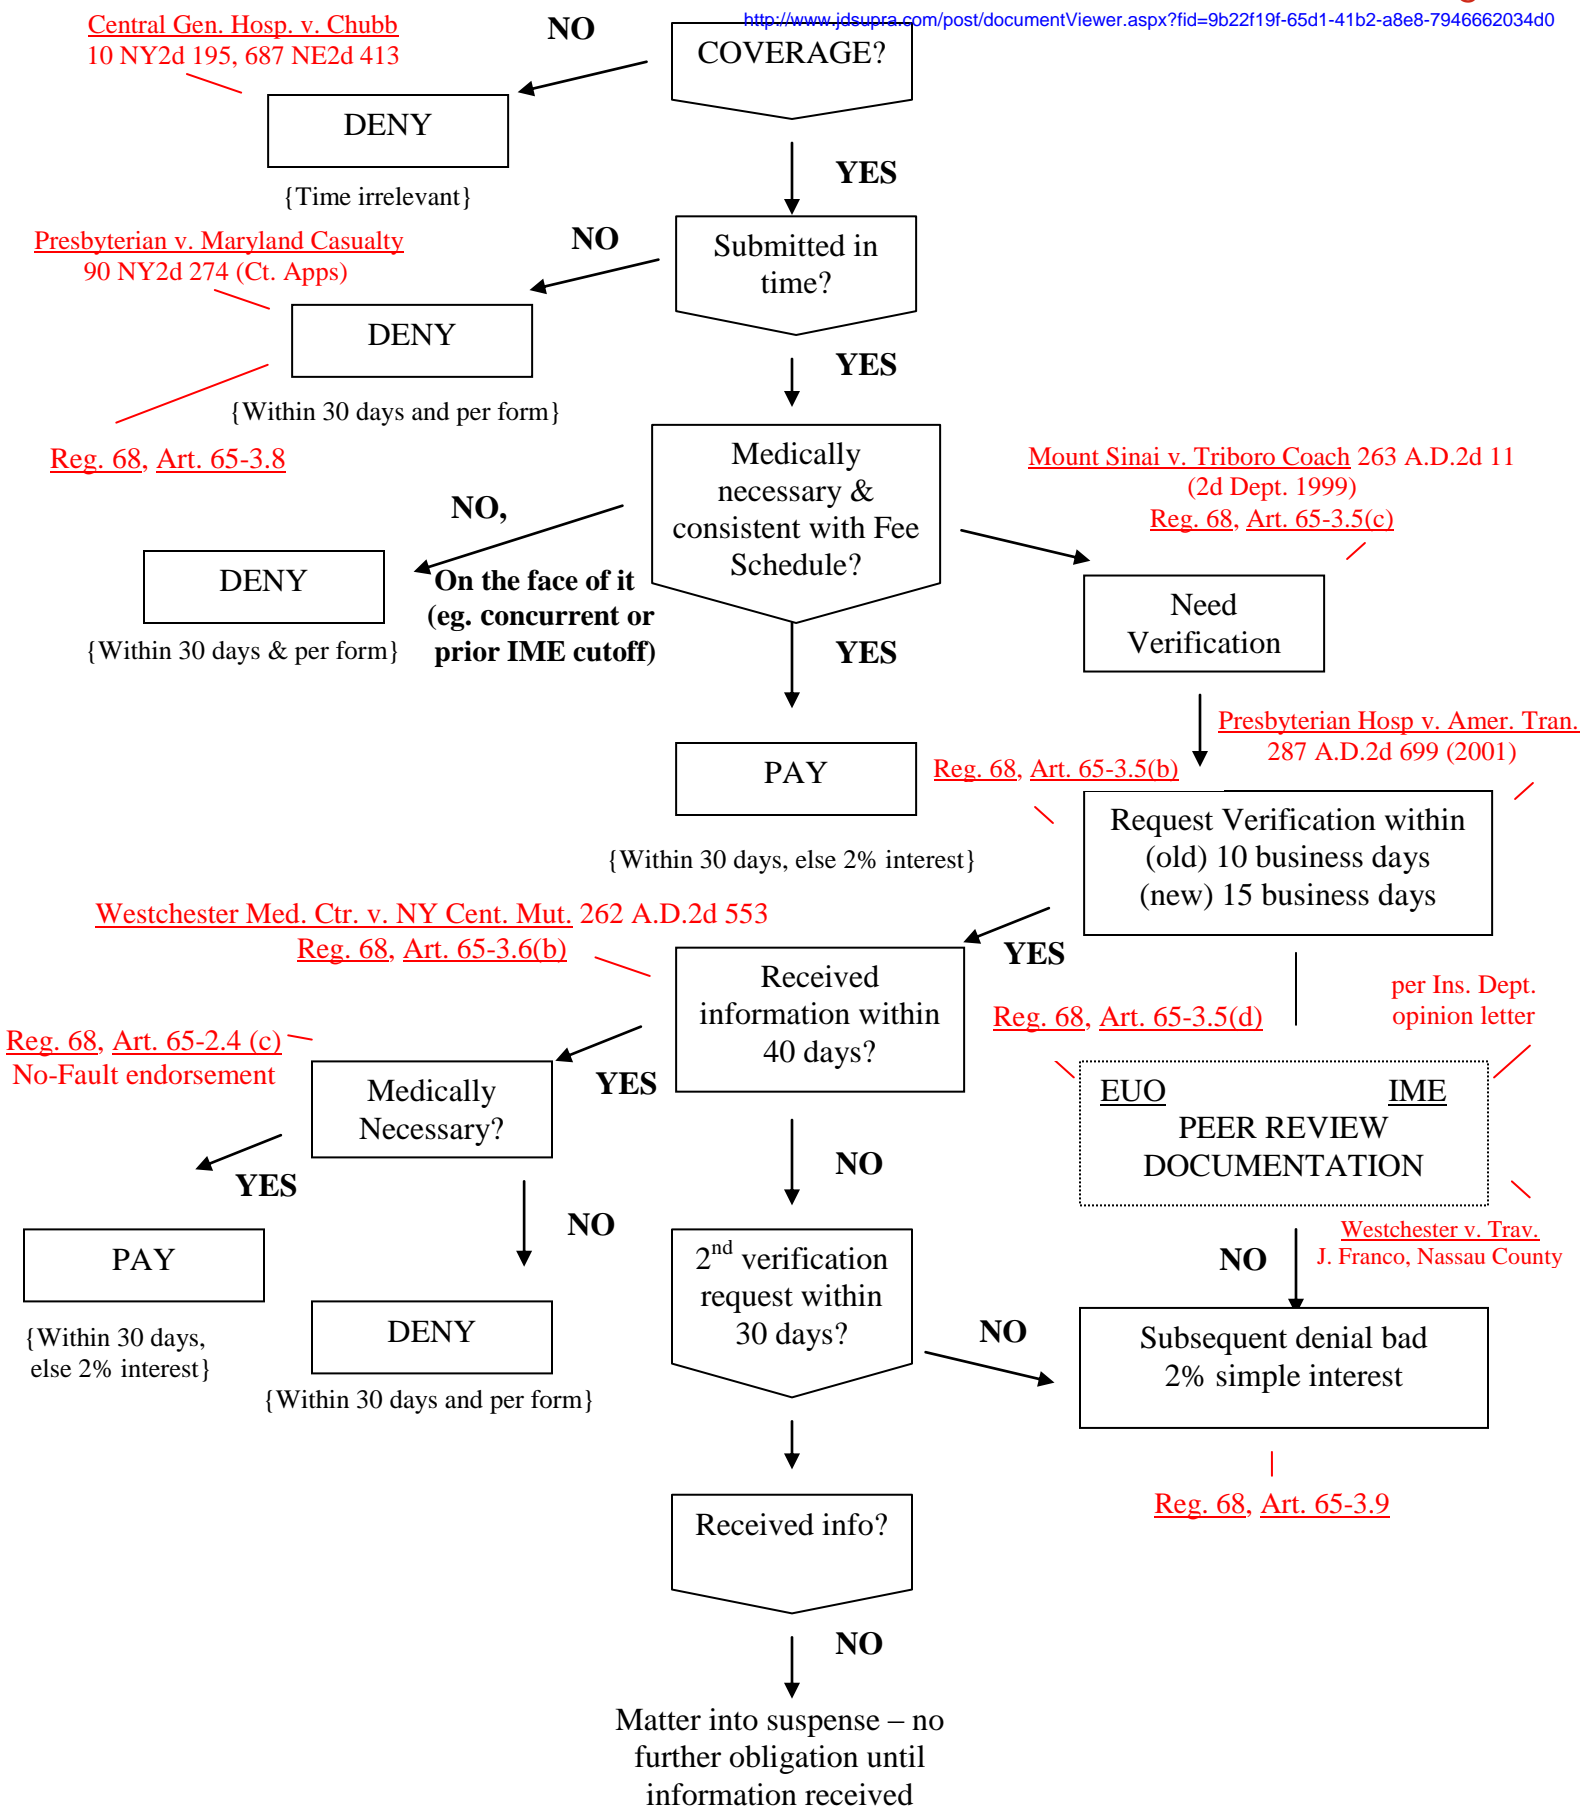 http://www.jdsupra.com/post/documentViewer.aspx?fid=9b22f19f-65d1-41b2-a8e8-7946662034d0
Central Gen. Hosp. v. Chubb
10 NY2d 195, 687 NE2d 413
NO
COVERAGE?
DENY
{Time irrelevant}
YES
Presbyterian v. Maryland Casualty
90 NY2d 274 (Ct. Apps)
NO
Submitted in
time?
DENY
{Within 30 days and per form}
Reg. 68, Art. 65-3.8
YES
Medically
necessary &
consistent with Fee
Schedule?
Mount Sinai v. Triboro Coach 263 A.D.2d 11
(2d Dept. 1999)
Reg. 68, Art. 65-3.5(c)
NO,
On the face of it
(eg. concurrent or
prior IME cutoff)
DENY
{Within 30 days & per form}
YES
Need
Verification
PAY
{Within 30 days, else 2% interest}
Presbyterian Hosp v. Amer. Tran.
287 A.D.2d 699 (2001)
Reg. 68, Art. 65-3.5(b)
Request Verification within
(old) 10 business days
(new) 15 business days
Westchester Med. Ctr. v. NY Cent. Mut. 262 A.D.2d 553
Reg. 68, Art. 65-3.6(b)
YES
Received
information within
40 days?
Reg. 68, Art. 65-3.5(d)
per Ins. Dept.
opinion letter
EUO IME
PEER REVIEW
DOCUMENTATION
Reg. 68, Art. 65-2.4 (c)
No-Fault endorsement
YES
Medically
Necessary?
YES
NO
NO
PAY
{Within 30 days,
else 2% interest}
DENY
{Within 30 days and per form}
2nd verification
request within
30 days?
NO
NO
Westchester v. Trav.
J. Franco, Nassau County
Subsequent denial bad
2% simple interest
Reg. 68, Art. 65-3.9
Received info?
NO
Matter into suspense – no
further obligation until
information received